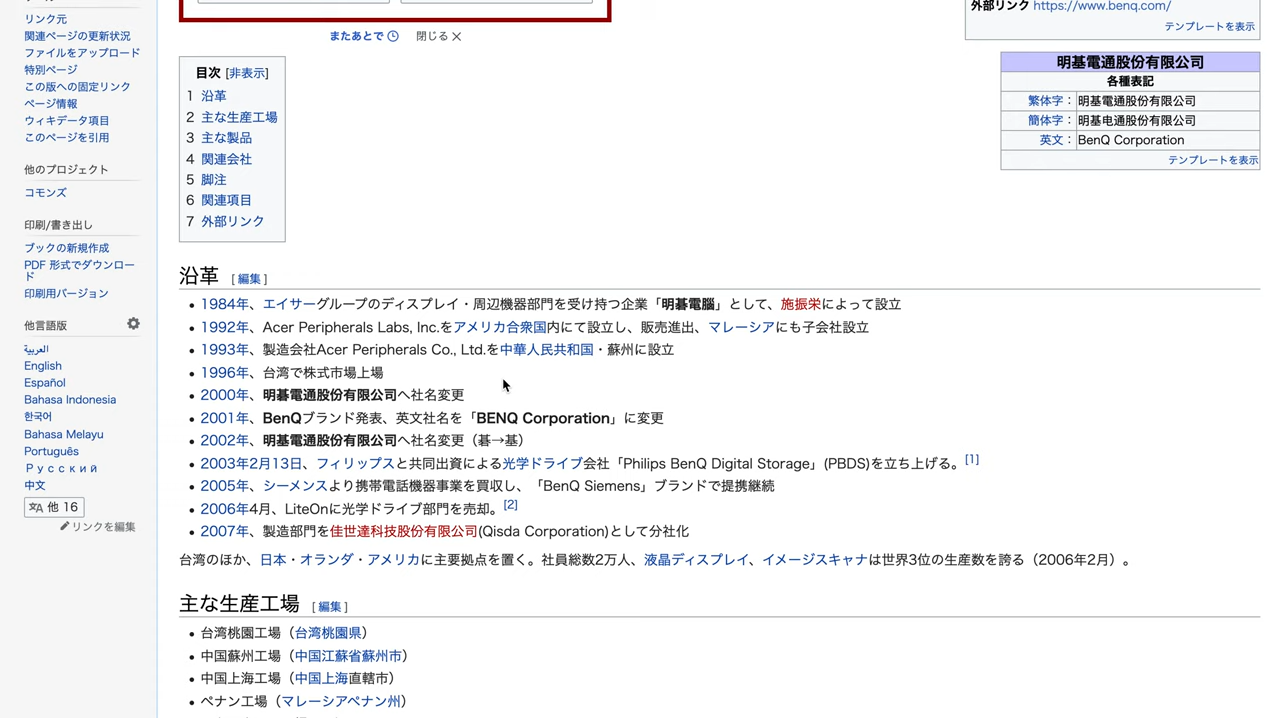 リンク元
関連ページの更新状況
ファイルをアップロード
特別ページ
この版への固定リンク
ページ情報
ウィキデータ項目
このページを引用
他のプロジェクト
コモンズ
印刷/書き出し
ブックの新規作成
PDF 形式でダウンロー
ド
印刷用バージョン
他言語版
العربية
English
Español
Bahasa Indonesia
한국어
Bahasa Melayu
Português
Русский
中文
他 16
リンクを編集
またあとで
閉じる
外部リンク https://www.benq.com/
テンプレートを表示
明基電通股份有限公司
各種表記
繁体字： 明基電通股份有限公司
簡体字： 明基电通股份有限公司
英文： BenQ Corporation
テンプレートを表示
目次 [非表示]
1 沿革
2 主な生産工場
3 主な製品
4 関連会社
5 脚注
6 関連項目
7 外部リンク
沿革 [編集]
1984年、エイサーグループのディスプレイ・周辺機器部門を受け持つ企業「明碁電腦」として、施振栄によって設立
1992年、Acer Peripherals Labs, Inc.をアメリカ合衆国内にて設立し、販売進出、マレーシアにも子会社設立
1993年、製造会社Acer Peripherals Co., Ltd.を中華人民共和国・蘇州に設立
1996年、台湾で株式市場上場
2000年、明碁電通股份有限公司へ社名変更
2001年、BenQブランド発表、英文社名を「BENQ Corporation」に変更
2002年、明基電通股份有限公司へ社名変更（碁→基）
2003年2月13日、フィリップスと共同出資による光学ドライブ会社「Philips BenQ Digital Storage」(PBDS)を立ち上げる。[1]
2005年、シーメンスより携帯電話機器事業を買収し、「BenQ Siemens」ブランドで提携継続
2006年4月、LiteOnに光学ドライブ部門を売却。[2]
2007年、製造部門を佳世達科技股份有限公司(Qisda Corporation)として分社化
台湾のほか、日本・オランダ・アメリカに主要拠点を置く。社員総数2万人、液晶ディスプレイ、イメージスキャナは世界3位の生産数を誇る（2006年2月）。
主な生産工場 [編集]
台湾桃園工場（台湾桃園県）
中国蘇州工場（中国江蘇省蘇州市）
中国上海工場（中国上海直轄市）
ペナン工場（マレーシアペナン州）